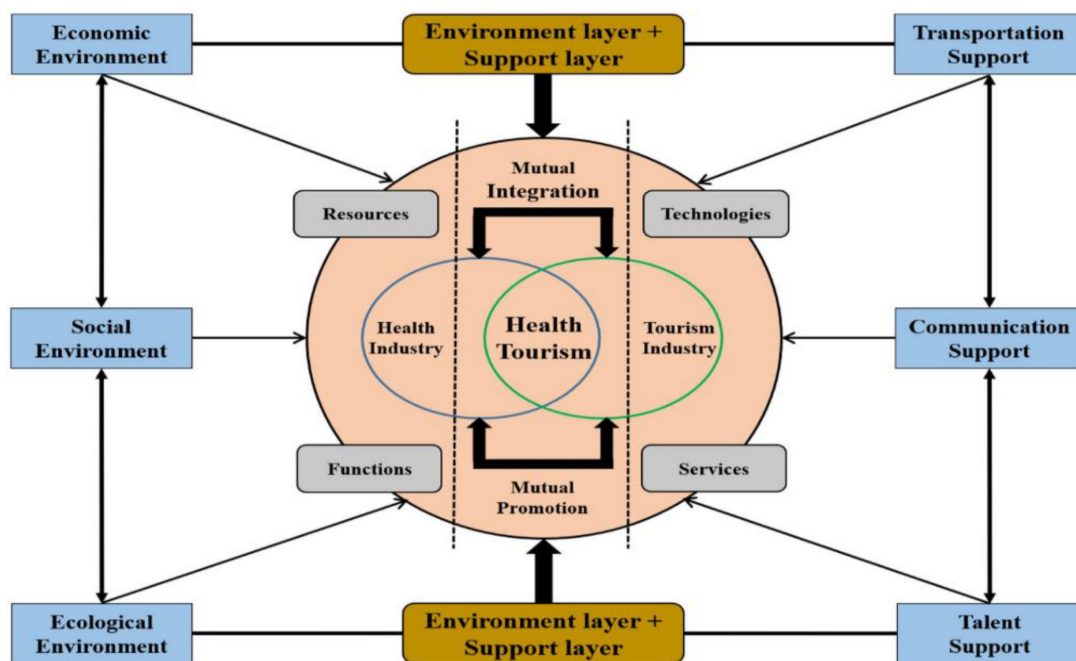 Economic
Environment
Environment layer +
Support layer
Transportation
Support
Mutual
Integration
Resources
Technologies
Social
Environment
Health
Industry
Health
Tourism
Tourism
Industry
Communication
Support
Functions
Services
Mutual
Promotion
Ecological
Environment
Environment layer +
Support layer
Talent
Support